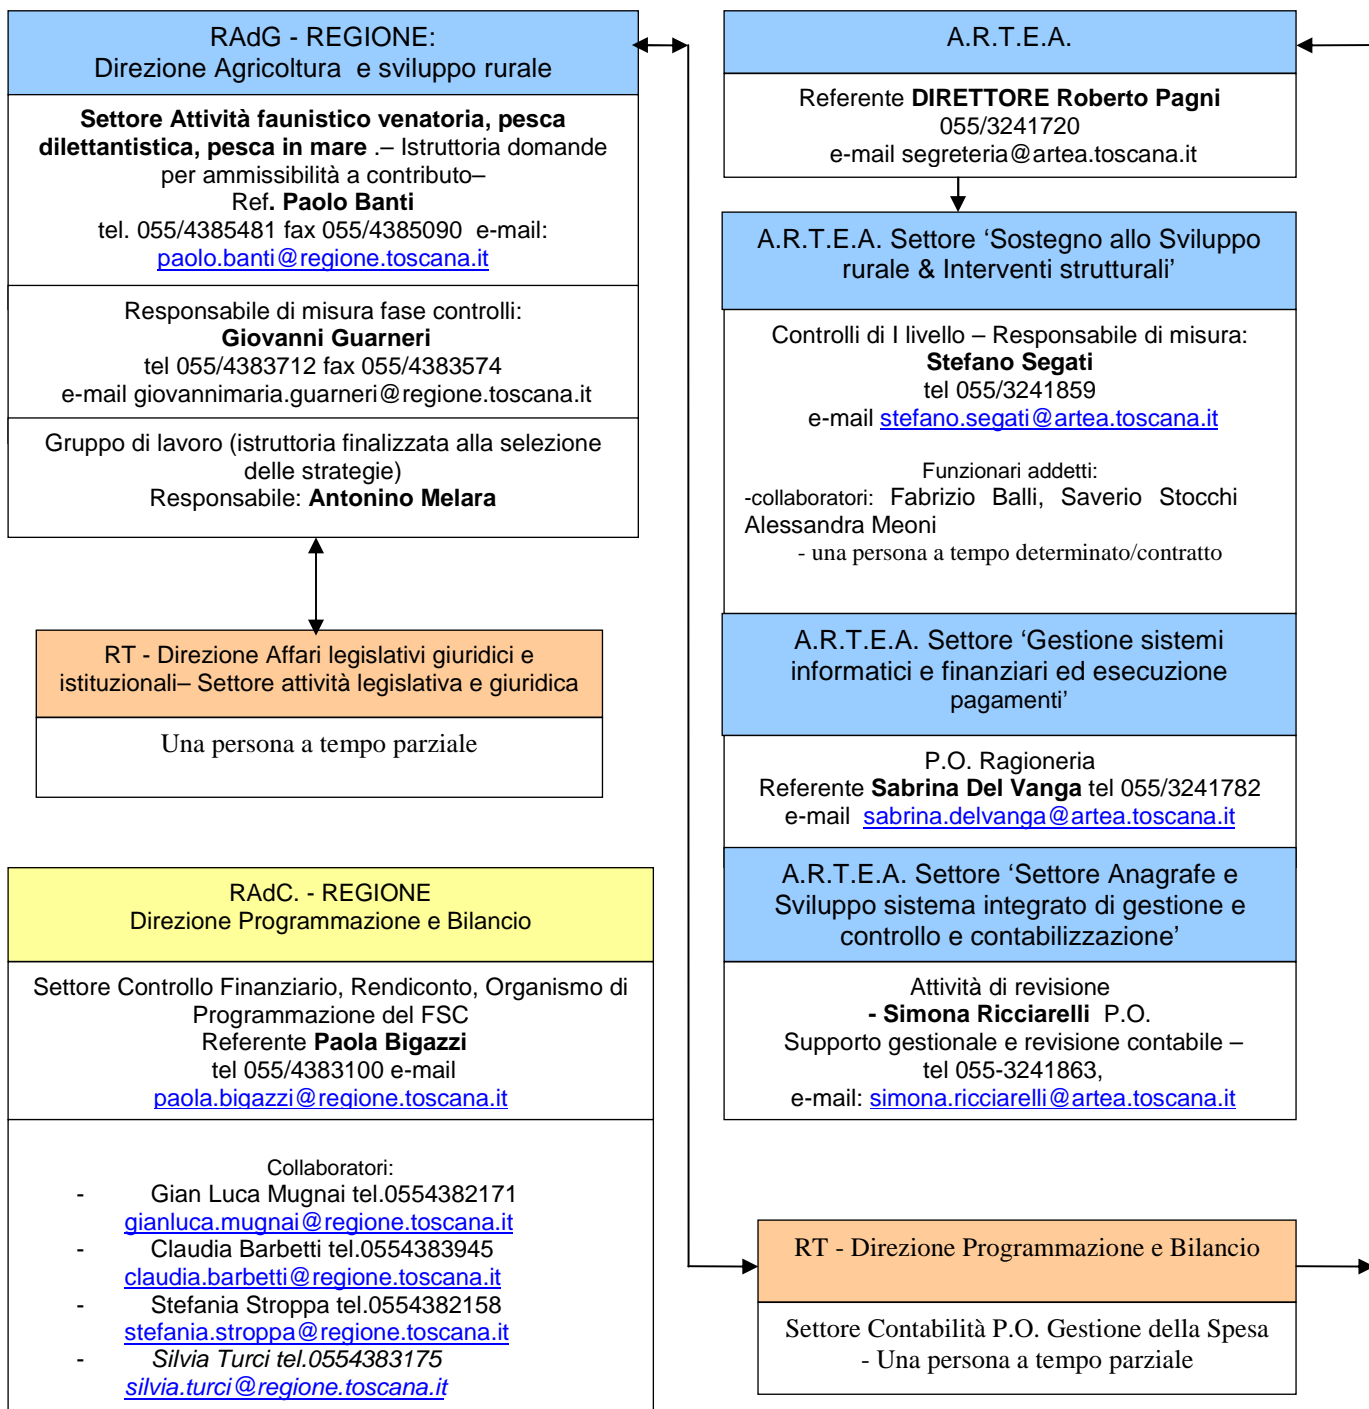 RAdG - REGIONE:
Direzione Agricoltura e sviluppo rurale
Settore Attività faunistico venatoria, pesca
dilettantistica, pesca in mare .– Istruttoria domande
per ammissibilità a contributo–
Ref. Paolo Banti
tel. 055/4385481 fax 055/4385090 e-mail:
paolo.banti@regione.toscana.it
Responsabile di misura fase controlli:
Giovanni Guarneri
tel 055/4383712 fax 055/4383574
e-mail giovannimaria.guarneri@regione.toscana.it
Gruppo di lavoro (istruttoria finalizzata alla selezione
delle strategie)
Responsabile: Antonino Melara
RT - Direzione Affari legislativi giuridici e
istituzionali– Settore attività legislativa e giuridica
Una persona a tempo parziale
RAdC. - REGIONE
Direzione Programmazione e Bilancio
Settore Controllo Finanziario, Rendiconto, Organismo di
Programmazione del FSC
Referente Paola Bigazzi
tel 055/4383100 e-mail
paola.bigazzi@regione.toscana.it
Collaboratori:
- Gian Luca Mugnai tel.0554382171
gianluca.mugnai@regione.toscana.it
- Claudia Barbetti tel.0554383945
claudia.barbetti@regione.toscana.it
- Stefania Stroppa tel.0554382158
stefania.stroppa@regione.toscana.it
- Silvia Turci tel.0554383175
silvia.turci@regione.toscana.it
A.R.T.E.A.
Referente DIRETTORE Roberto Pagni
055/3241720
e-mail segreteria@artea.toscana.it
A.R.T.E.A. Settore ‘Sostegno allo Sviluppo
rurale & Interventi strutturali’
Controlli di I livello – Responsabile di misura:
Stefano Segati
tel 055/3241859
e-mail stefano.segati@artea.toscana.it
Funzionari addetti:
-collaboratori: Fabrizio Balli, Saverio Stocchi
Alessandra Meoni
- una persona a tempo determinato/contratto
A.R.T.E.A. Settore ‘Gestione sistemi
informatici e finanziari ed esecuzione
pagamenti’
P.O. Ragioneria
Referente Sabrina Del Vanga tel 055/3241782
e-mail sabrina.delvanga@artea.toscana.it
A.R.T.E.A. Settore ‘Settore Anagrafe e
Sviluppo sistema integrato di gestione e
controllo e contabilizzazione’
Attività di revisione
- Simona Ricciarelli P.O.
Supporto gestionale e revisione contabile –
tel 055-3241863,
e-mail: simona.ricciarelli@artea.toscana.it
RT - Direzione Programmazione e Bilancio
Settore Contabilità P.O. Gestione della Spesa
- Una persona a tempo parziale